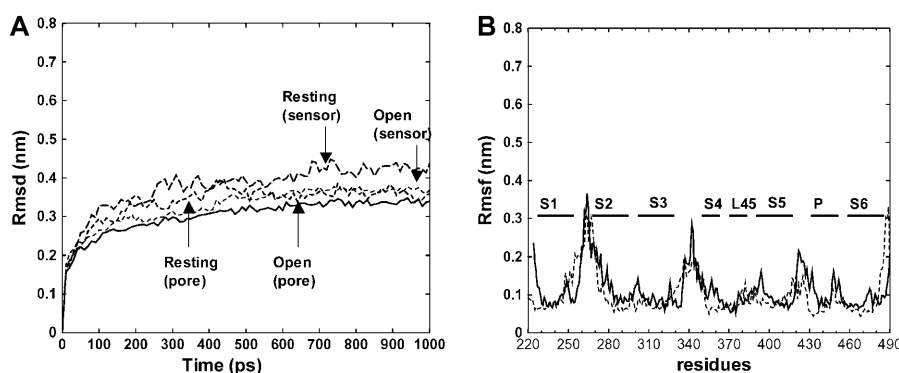 A
0.8
0.7
0.6
0.5
0.4
0.3
0.2
0.1
0
Rmsd (nm)
Resting
(sensor)
Open
(sensor)
Resting
(pore)
Open
(pore)
0 100 200 300 400 500 600 700 800 900 1000
Time (ps)
B
0.8
0.7
0.6
0.5
0.4
0.3
0.2
0.1
0
Rmsf (nm)
S1 S2 S3 S4 L45 S5 P S6
220 260 300 340 370 400 430 460 490
residues